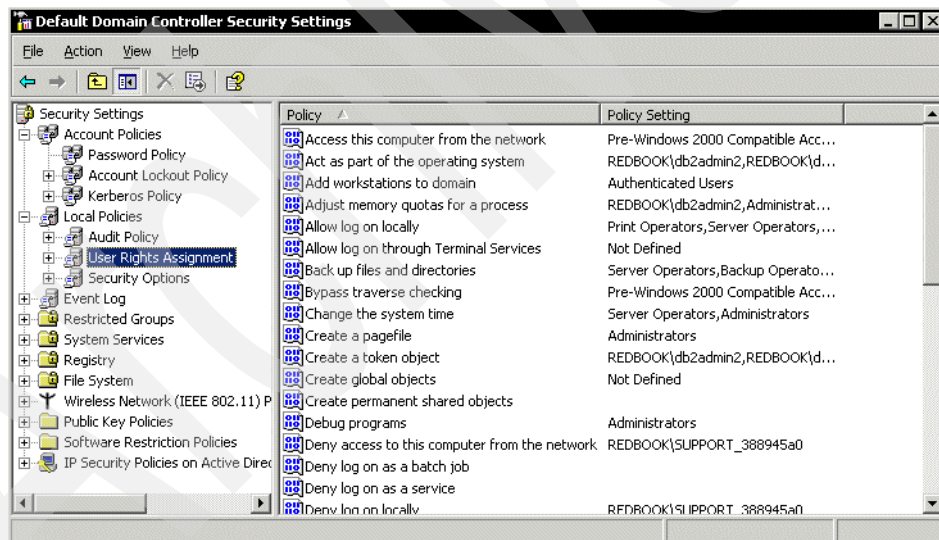 Default Domain Controller Security Settings
File Action View Help
Security Settings
Account Policies
Password Policy
Account Lockout Policy
Kerberos Policy
Local Policies
Audit Policy
User Rights Assignment
Security Options
Event Log
Restricted Groups
System Services
Registry
File System
Wireless Network (IEEE 802.11) P
Public Key Policies
Software Restriction Policies
IP Security Policies on Active Direc
Policy Policy Setting
Access this computer from the network Pre-Windows 2000 Compatible Acc...
Act as part of the operating system REDBOOK\db2admin2,REDBOOK\d...
Add workstations to domain Authenticated Users
Adjust memory quotas for a process REDBOOK\db2admin2,Administrat...
Allow log on locally Print Operators,Server Operators,...
Allow log on through Terminal Services Not Defined
Back up files and directories Server Operators,Backup Operato...
Bypass traverse checking Pre-Windows 2000 Compatible Acc...
Change the system time Server Operators,Administrators
Create a pagefile Administrators
Create a token object REDBOOK\db2admin2,REDBOOK\d...
Create global objects Not Defined
Create permanent shared objects
Debug programs Administrators
Deny access to this computer from the network REDBOOK\SUPPORT_388945a0
Deny log on as a batch job
Deny log on as a service
Deny log on locally REDBOOK\SUPPORT_388945a0